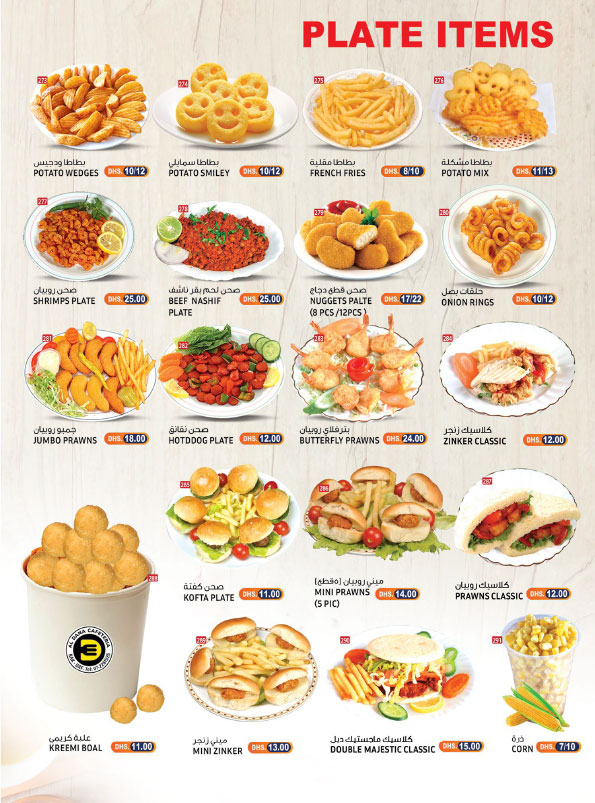 PLATE ITEMS
273
274
275
276
بطاطا ودجيس
POTATO WEDGES DHS. 10/12
بطاطا سمايلي
POTATO SMILEY DHS. 10/12
بطاطا مقلية
FRENCH FRIES DHS. 8/10
بطاطا مشكلة
POTATO MIX DHS. 11/13
277
278
279
280
صحن روبيان
SHRIMPS PLATE DHS. 25.00
صحن لحم بقر ناشف
BEEF NASHIF DHS. 25.00
PLATE
صحن قطع دجاج
NUGGETS PALTE DHS. 17/22
(8 PCS /12PCS )
حلقات بصل
ONION RINGS DHS. 10/12
281
282
283
284
جمبو روبيان
JUMBO PRAWNS DHS. 18.00
صحن نقانق
HOTDDOG PLATE DHS. 12.00
بترفلاي روبيان
BUTTERFLY PRAWNS DHS. 24.00
كلاسيك زنجر
ZINKER CLASSIC DHS. 12.00
285
286
287
صحن كفتة
KOFTA PLATE DHS. 11.00
ميني روبيان (٥قطع)
MINI PRAWNS DHS. 14.00
(5 PIC)
كلاسيك روبيان
PRAWNS CLASSIC DHS. 12.00
288
AL DANA CAFETERIA
289
290
291
علبة كريمي
KREEMI BOAL DHS. 11.00
ميني زنجر
MINI ZINKER DHS. 13.00
كلاسيك ماجستيك دبل
DOUBLE MAJESTIC CLASSIC DHS. 15.00
ذرة
CORN DHS. 7/10